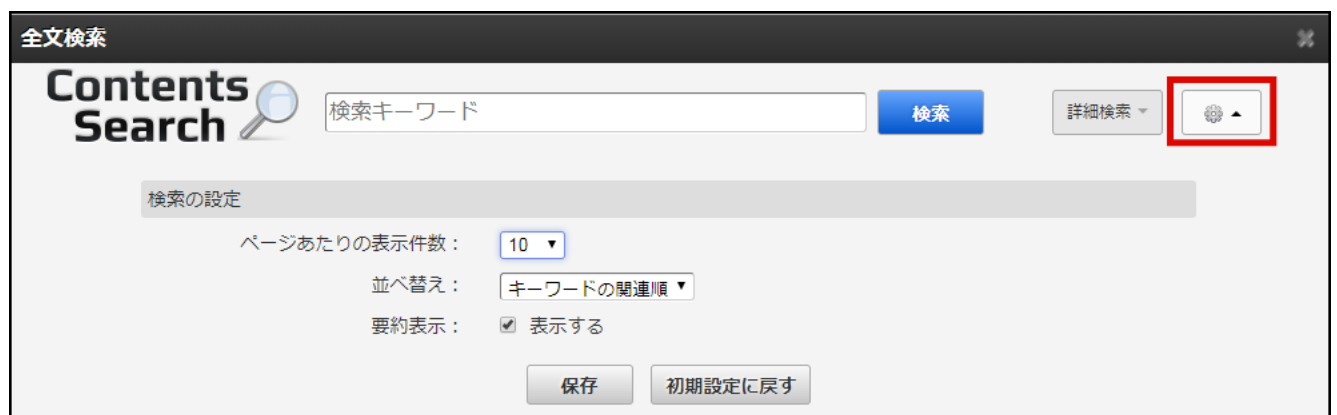 全文検索
Contents
Search
検索キーワード
検索
詳細検索
検索の設定
ページあたりの表示件数：
10
並べ替え：
キーワードの関連順
要約表示：
表示する
保存
初期設定に戻す